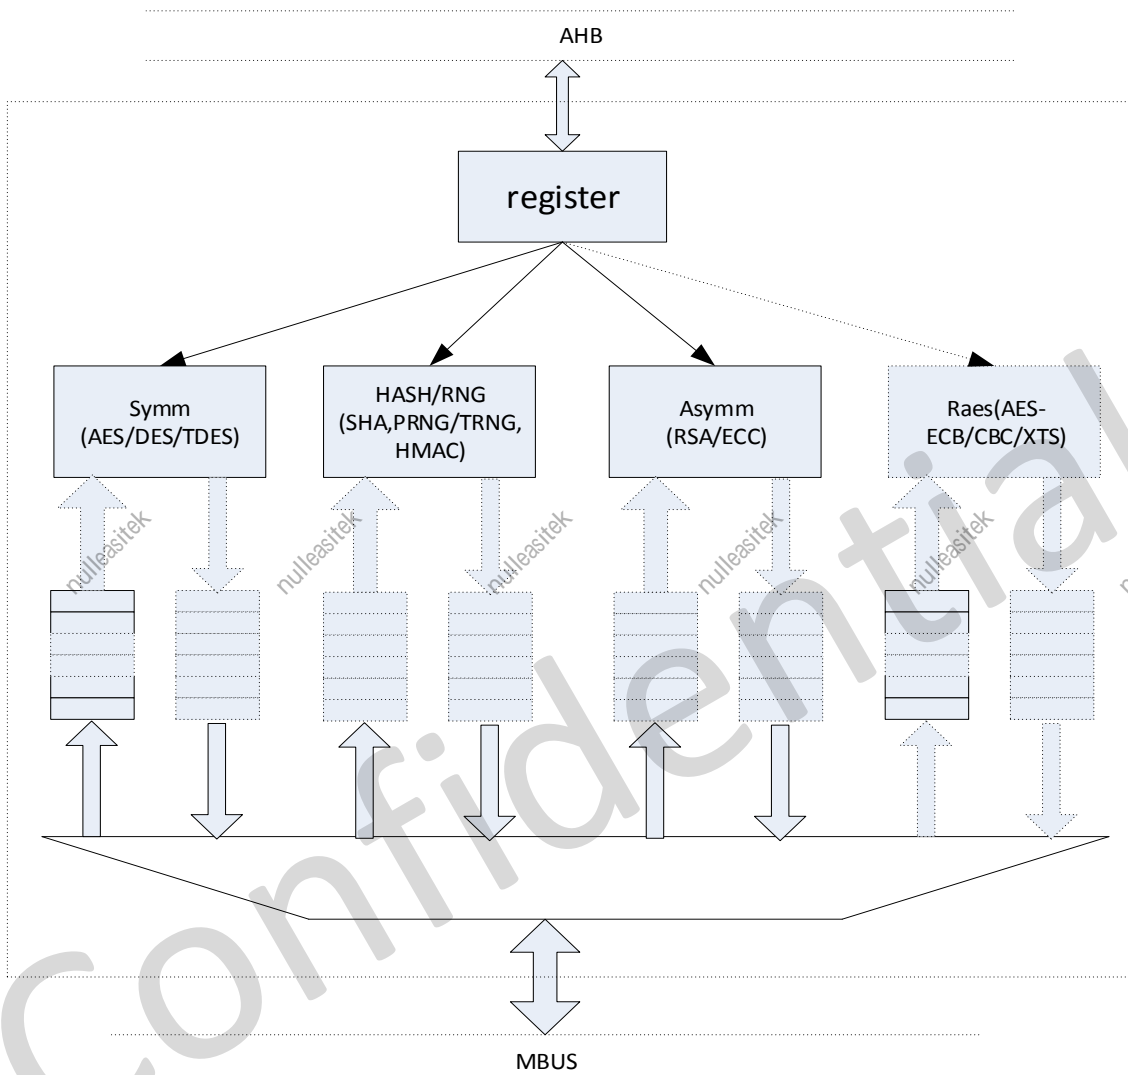 AHB
register
Symm
(AES/DES/TDES)
HASH/RNG
(SHA,PRNG/TRNG,
HMAC)
Asymm
(RSA/ECC)
Raes(AES-
ECB/CBC/XTS)
nulleasitek
nulleasitek
nulleasitek
nulleasitek
nulleasitek
Confidential
MBUS